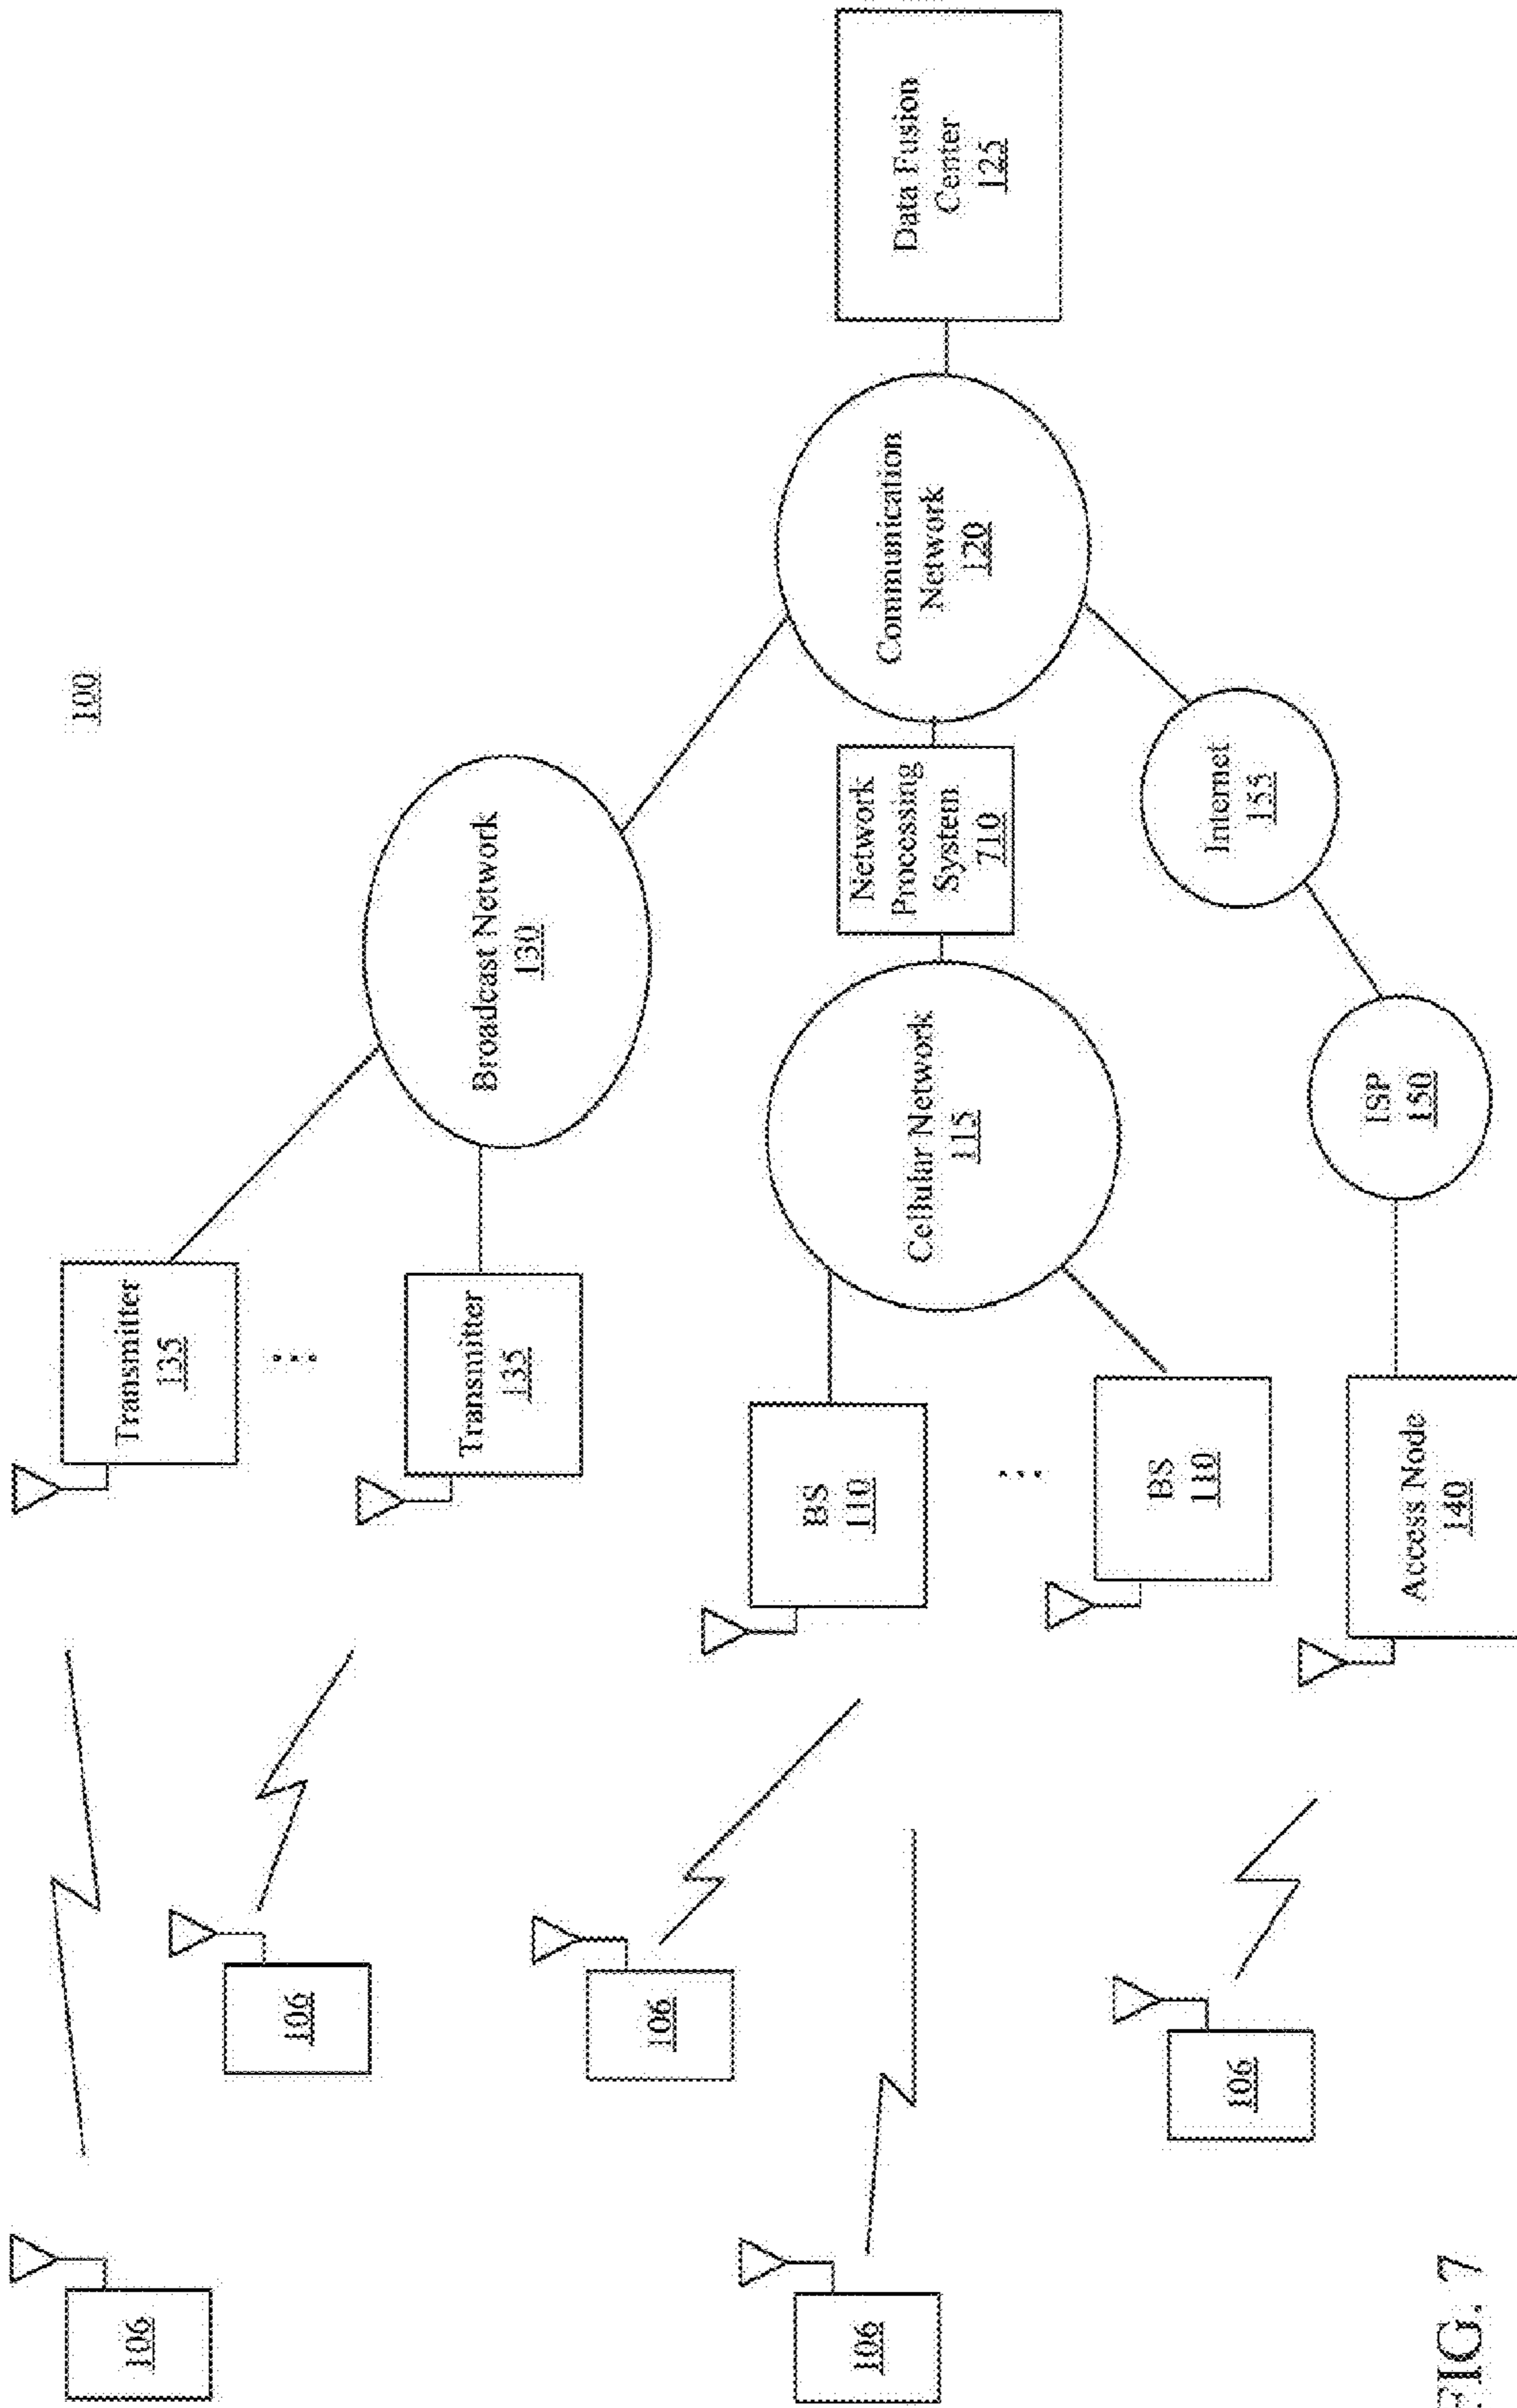 100
Transmitter
135
Transmitter
135
Broadcast Network
130
106
106
106
106
106
BS
110
BS
110
Cellular Network
115
Network
Processing
System
710
Communication
Network
120
Data Fusion
Center
125
Access Node
140
ISP
150
Internet
155
FIG. 7